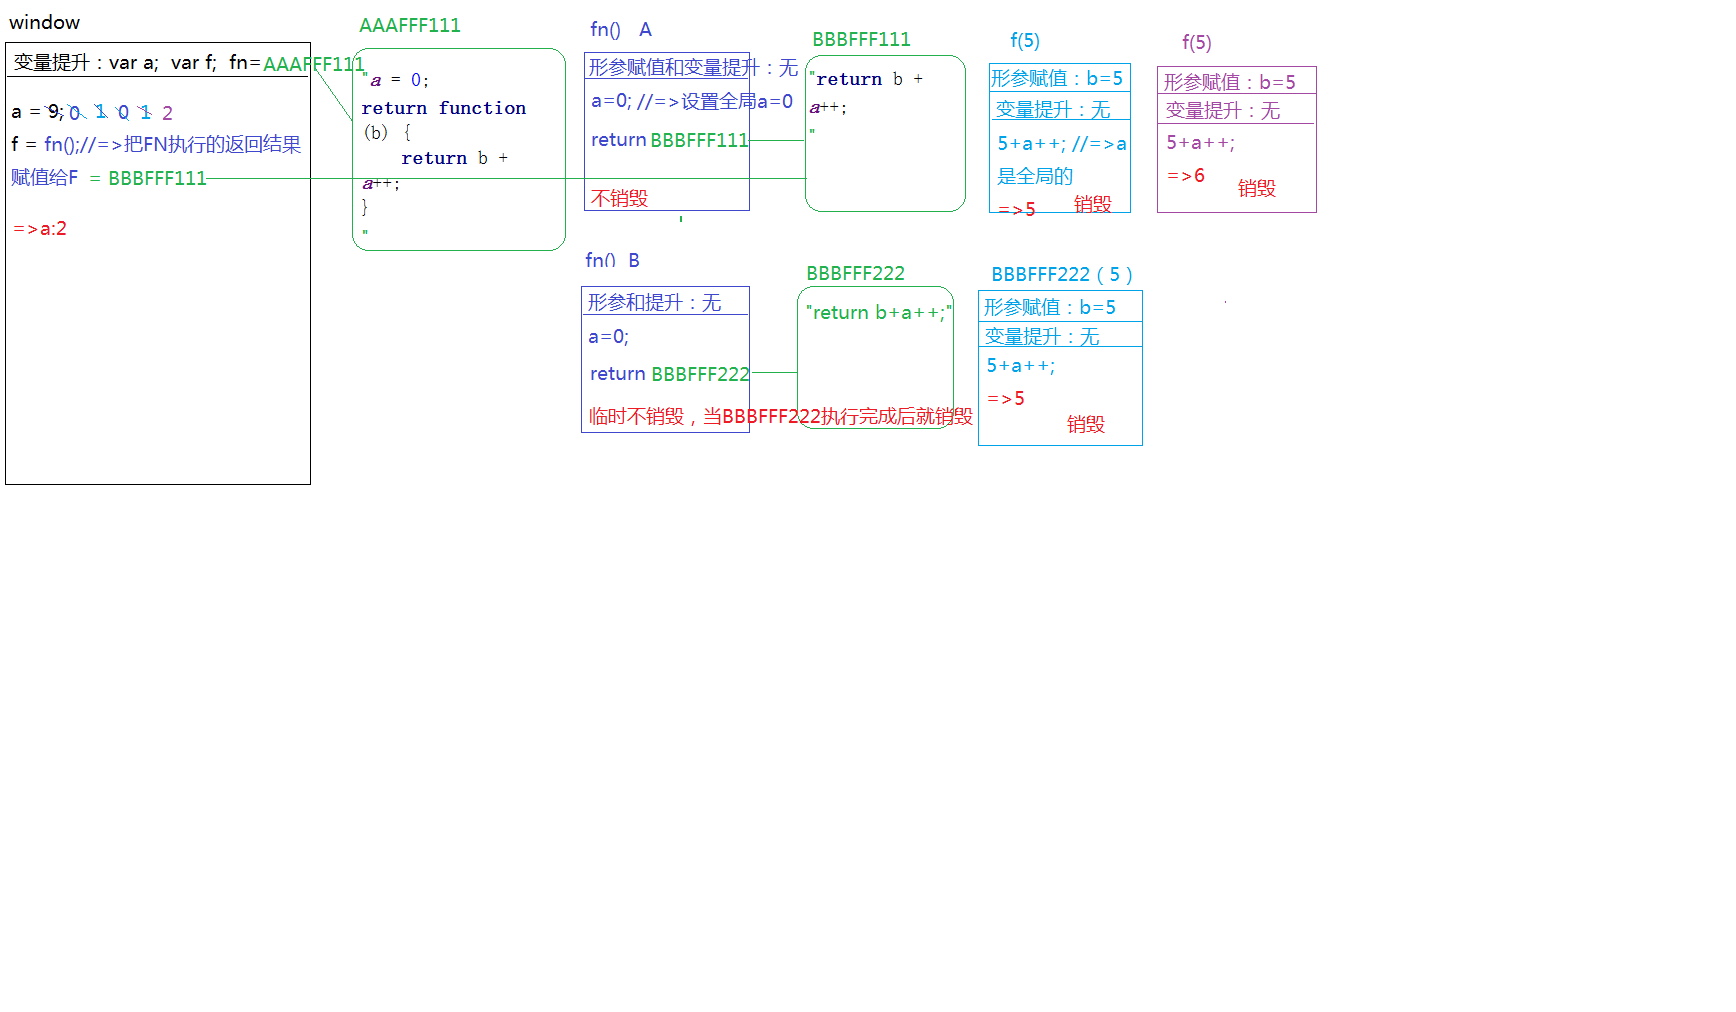 window
变量提升：var a;  var f;  fn=AAAFFF111
a = 9; 0 1 0 1 2
f = fn();//=>把FN执行的返回结果
赋值给F = BBBFFF111
=>a:2
AAAFFF111
"a = 0;
return function
(b) {
return b +
a++;
}
"
fn() A
形参赋值和变量提升：无
a=0; //=>设置全局a=0
return BBBFFF111
不销毁
BBBFFF111
"return b +
a++;
"
f(5)
形参赋值：b=5
变量提升：无
5+a++; //=>a
是全局的
=>5 销毁
f(5)
形参赋值：b=5
变量提升：无
5+a++;
=>6 销毁
fn() B
形参和提升：无
a=0;
return BBBFFF222
临时不销毁，当BBBFFF222执行完成后就销毁
BBBFFF222
"return b+a++;"
BBBFFF222（5）
形参赋值：b=5
变量提升：无
5+a++;
=>5
销毁